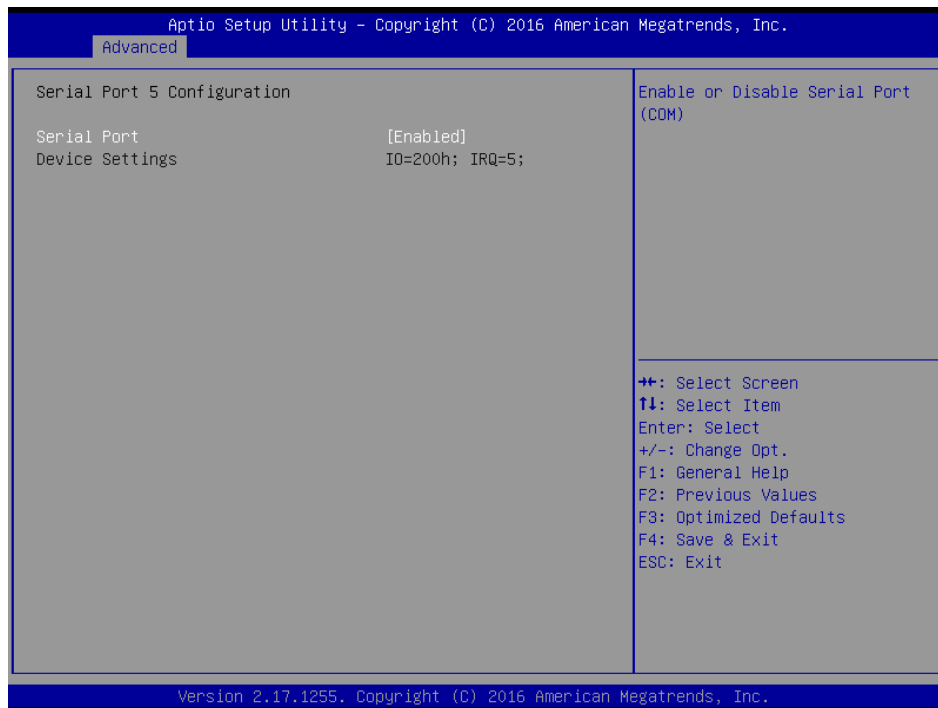 Aptio Setup Utility – Copyright (C) 2016 American Megatrends, Inc.
Advanced
Serial Port 5 Configuration
Serial Port [Enabled]
Device Settings IO=200h; IRQ=5;
Enable or Disable Serial Port
(COM)
→←: Select Screen
↑↓: Select Item
Enter: Select
+/-: Change Opt.
F1: General Help
F2: Previous Values
F3: Optimized Defaults
F4: Save & Exit
ESC: Exit
Version 2.17.1255. Copyright (C) 2016 American Megatrends, Inc.